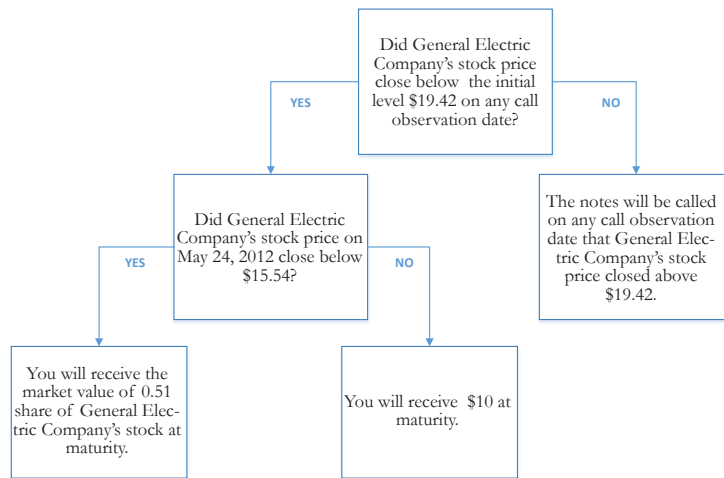 Did General Electric
Company's stock price
close below the initial
level $19.42 on any call
observation date?
YES
NO
Did General Electric
Company's stock price on
May 24, 2012 close below
$15.54?
The notes will be called
on any call observation
date that General Elec-
tric Company's stock
price closed above
$19.42.
YES
NO
You will receive the
market value of 0.51
share of General Elec-
tric Company's stock at
maturity.
You will receive $10 at
maturity.